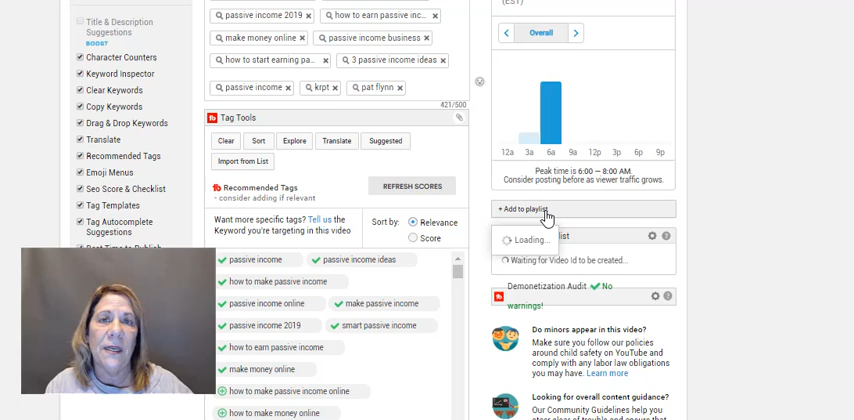 Title & Description
Suggestions
BOOST
Character Counters
Keyword Inspector
Clear Keywords
Copy Keywords
Drag & Drop Keywords
Translate
Recommended Tags
Emoji Menus
Seo Score & Checklist
Tag Templates
Tag Autocomplete
Suggestions
passive income 2019 how to earn passive inc...
make money online passive income business
how to start earning pa... 3 passive income ideas
passive income krpt pat flynn
421/500
Tag Tools
Clear Sort Explore Translate Suggested
Import from List
Recommended Tags
- consider adding if relevant
REFRESH SCORES
Want more specific tags? Tell us the
Keyword you're targeting in this video
Sort by: Relevance
Score
passive income passive income ideas
how to make passive income
passive income online make passive income
passive income 2019 smart passive income
how to earn passive income
make money online
how to make passive income online
how to make money online
(EST)
Overall
12a 3a 6a 9a 12p 3p 6p 9p
Peak time is 6:00 — 8:00 AM.
Consider posting before as viewer traffic grows.
+ Add to playlist
Loading...
Waiting for Video Id to be created...
Demonetization Audit No
warnings!
Do minors appear in this video?
Make sure you follow our policies
around child safety on YouTube and
comply with any labor law obligations
you may have. Learn more
Looking for overall content guidance?
Our Community Guidelines help you